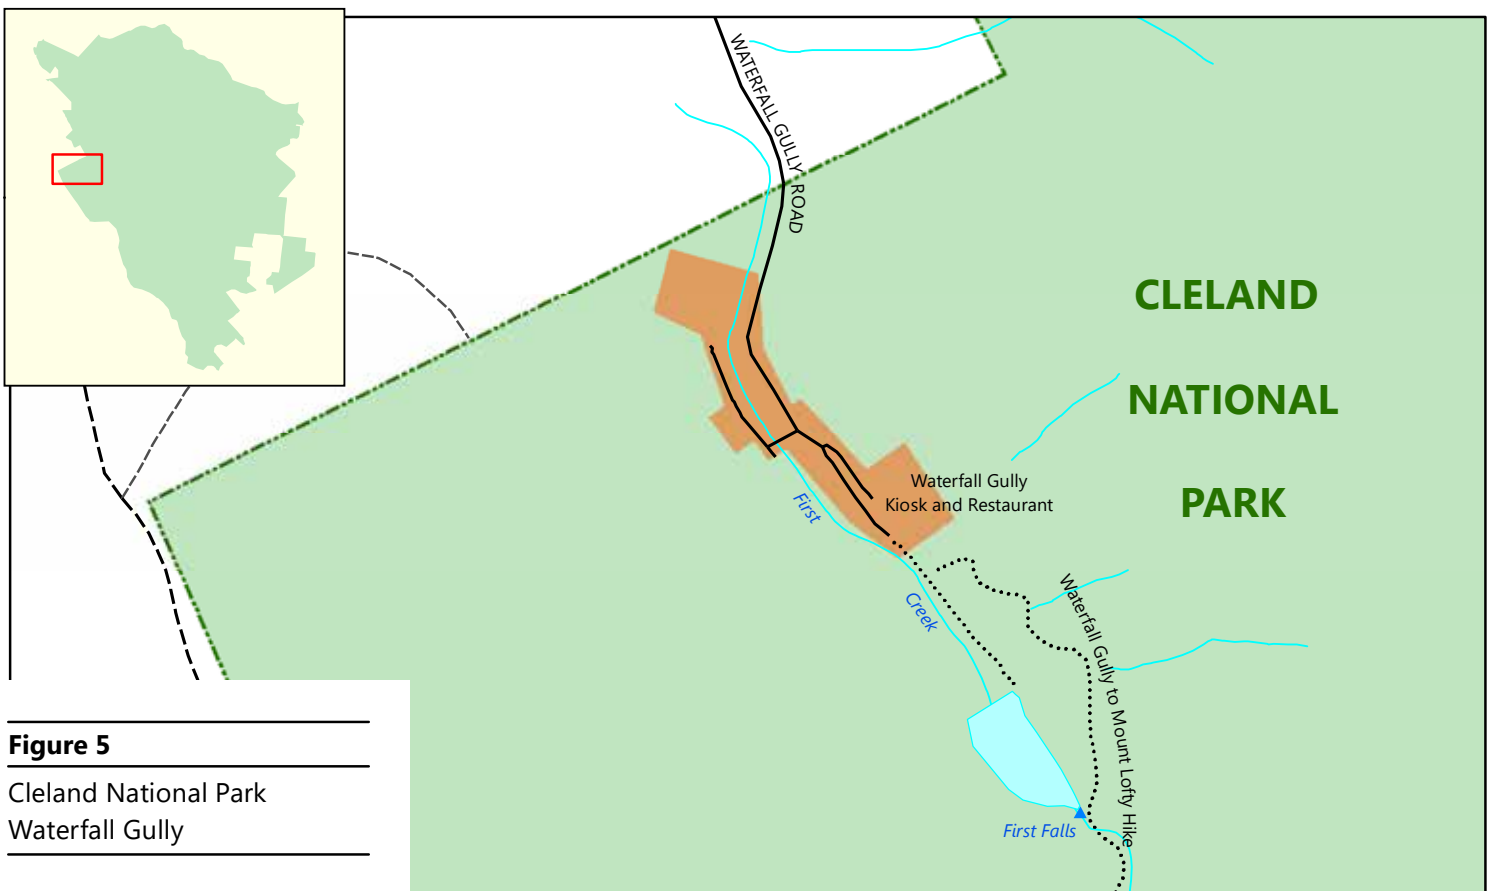 WATERFALL GULLY ROAD
CLELAND
NATIONAL
PARK
Waterfall Gully
Kiosk and Restaurant
First
Creek
Waterfall Gully to Mount Lofty Hike
First Falls
Figure 5
Cleland National Park
Waterfall Gully